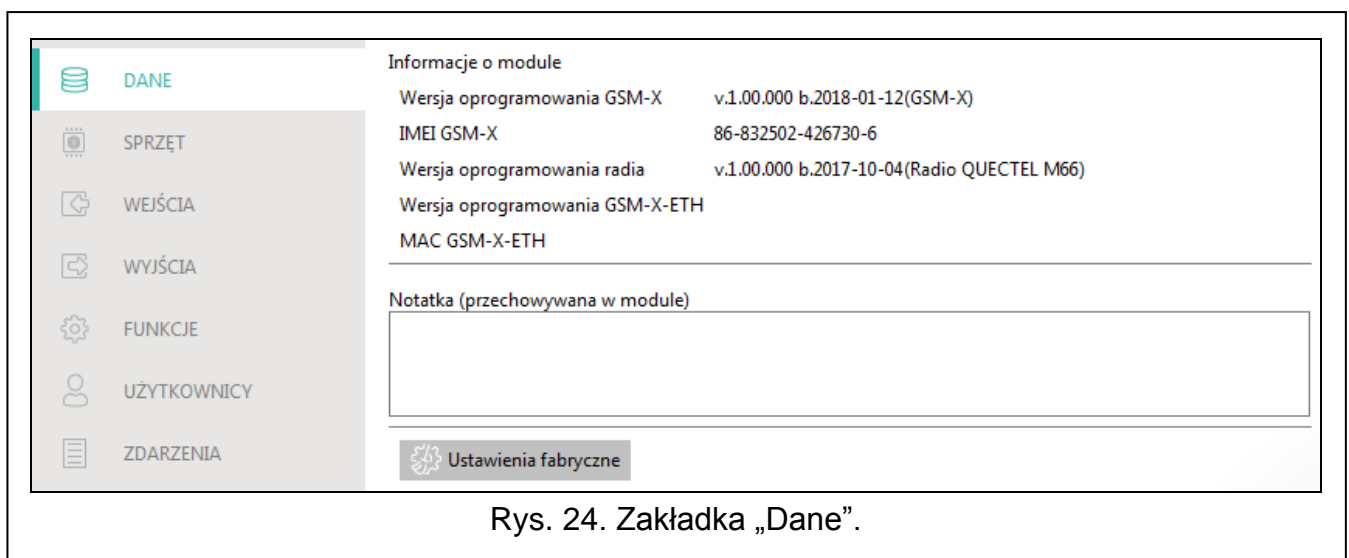 DANE
SPRZĘT
WEJŚCIA
WYJŚCIA
FUNKCJE
UŻYTKOWNICY
ZDARZENIA
Informacje o module
Wersja oprogramowania GSM-X v.1.00.000 b.2018-01-12(GSM-X)
IMEI GSM-X 86-832502-426730-6
Wersja oprogramowania radia v.1.00.000 b.2017-10-04(Radio QUECTEL M66)
Wersja oprogramowania GSM-X-ETH
MAC GSM-X-ETH
Notatka (przechowywana w module)
Ustawienia fabryczne
Rys. 24. Zakładka „Dane”.